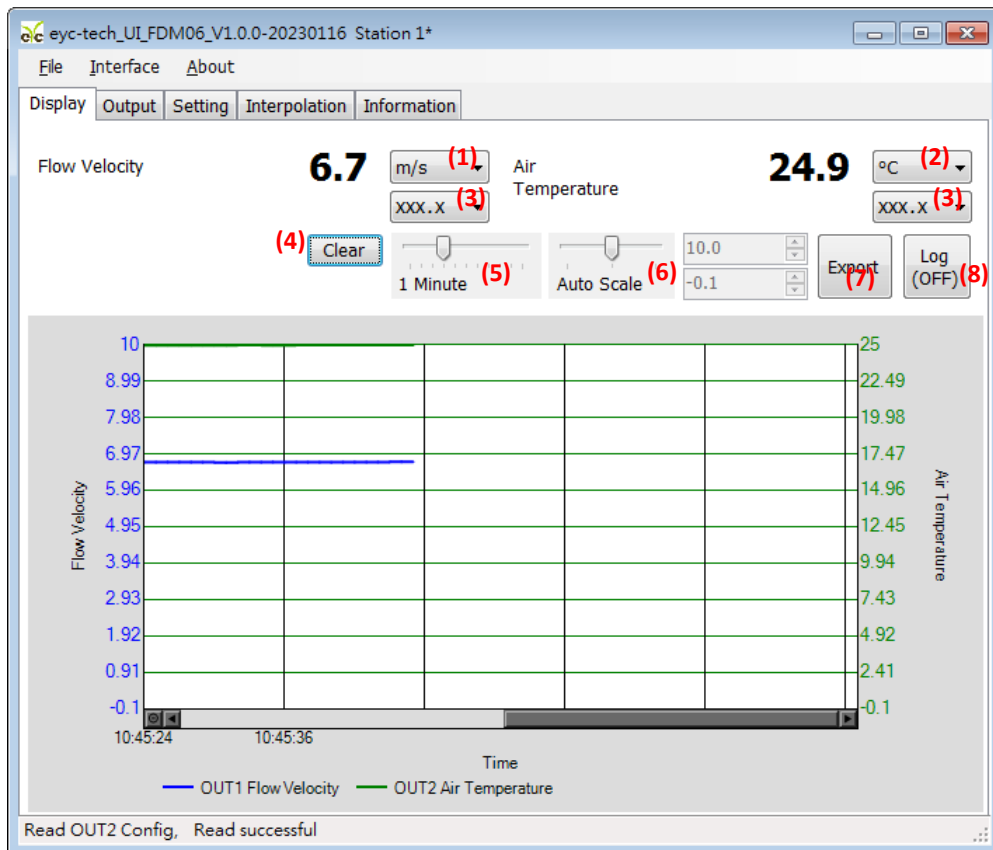 eyc-tech_UI_FDM06_V1.0.0-20230116 Station 1*
File Interface About
Display Output Setting Interpolation Information
Flow Velocity 6.7 m/s (1) Air Temperature 24.9 ºC (2)
xxx.x (3) xxx.x (3)
(4) Clear 1 Minute (5) Auto Scale (6) 10.0 Export (7) Log (OFF) (8)
-0.1
10 25
8.99 22.49
7.98 19.98
6.97 17.47
5.96 14.96
4.95 12.45
3.94 9.94
2.93 7.43
1.92 4.92
0.91 2.41
-0.1 -0.1
Flow Velocity
Air Temperature
10:45:24 10:45:36
Time
OUT1 Flow Velocity OUT2 Air Temperature
Read OUT2 Config, Read successful